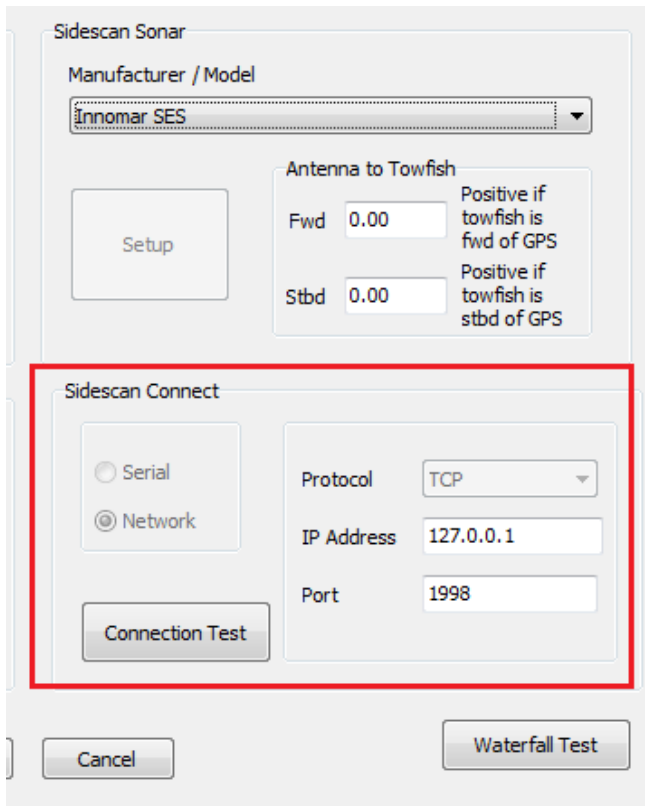 Sidescan Sonar
Manufacturer / Model
Innomar SES
Setup
Antenna to Towfish
Fwd 0.00
Positive if
towfish is
fwd of GPS
Stbd 0.00
Positive if
towfish is
stbd of GPS
Sidescan Connect
Serial
Network
Protocol TCP
IP Address 127.0.0.1
Port 1998
Connection Test
Cancel
Waterfall Test